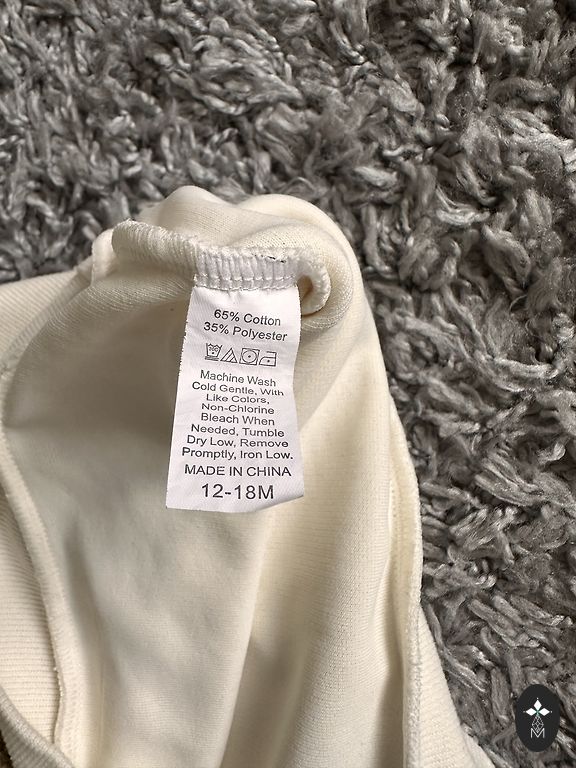 65% Cotton
35% Polyester
Machine Wash
Cold Gentle, With
Like Colors,
Non-Chlorine
Bleach When
Needed, Tumble
Dry Low, Remove
Promptly, Iron Low.
MADE IN CHINA
12-18M
M